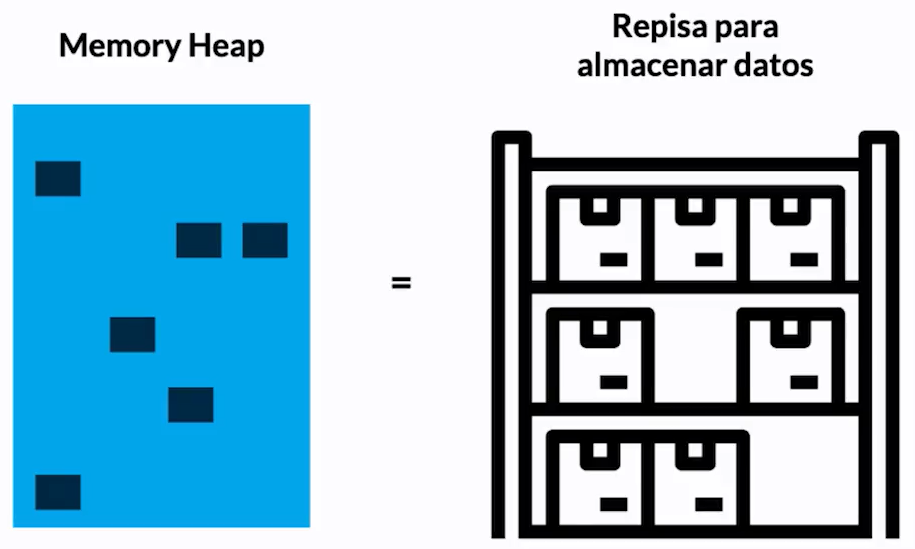 Memory Heap
Repisa para
almacenar datos
=